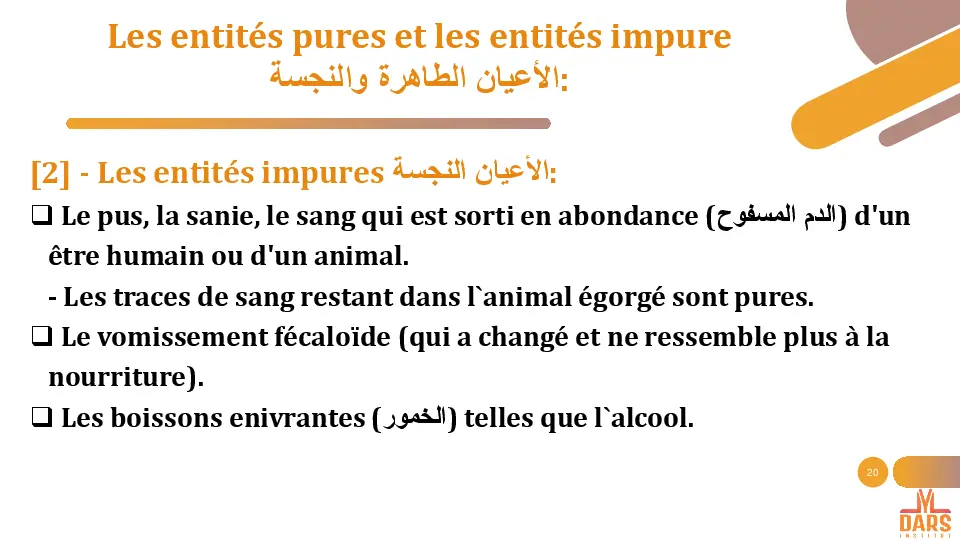 Les entités pures et les entités impure
الأعيان الطاهرة والنجسة:
[2] - Les entités impures الأعيان النجسة:
❑ Le pus, la sanie, le sang qui est sorti en abondance (الدم المسفوح) d'un
être humain ou d'un animal.
- Les traces de sang restant dans l`animal égorgé sont pures.
❑ Le vomissement fécaloïde (qui a changé et ne ressemble plus à la
nourriture).
❑ Les boissons enivrantes (الخمور) telles que l`alcool.
20
DARS
INSTITUT